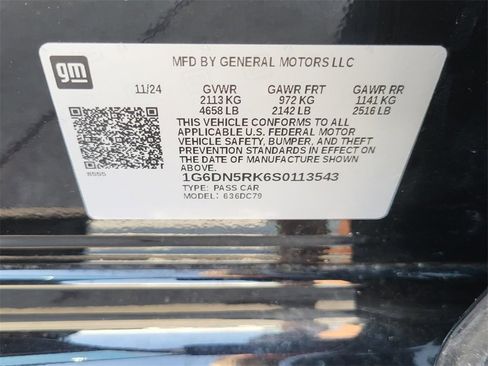 gm
MFD BY GENERAL MOTORS LLC
11/24 GVWR GAWR FRT GAWR RR
2113 KG 972 KG 1141 KG
4658 LB 2142 LB 2516 LB
THIS VEHICLE CONFORMS TO ALL
APPLICABLE U.S. FEDERAL MOTOR
VEHICLE SAFETY, BUMPER, AND THEFT
PREVENTION STANDARDS IN EFFECT ON
THE DATE OF MANUFACTURE SHOWN
ABOVE.
1G6DN5RK6S0113543
TYPE: PASS CAR
MODEL: 636DC79